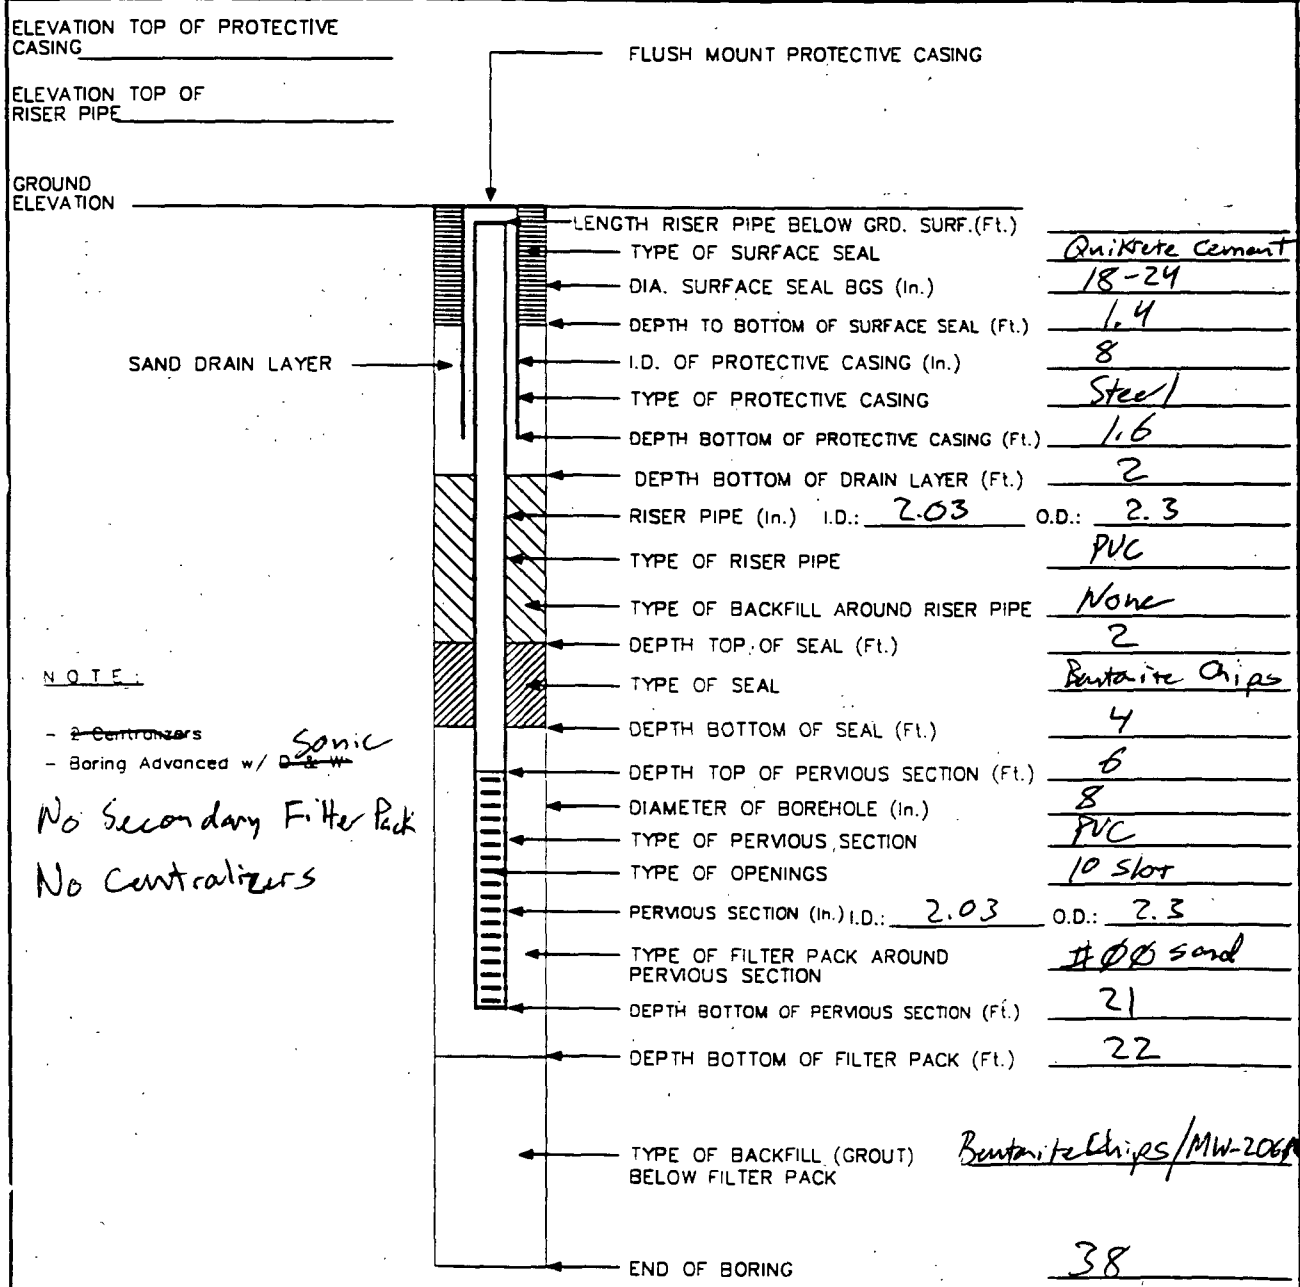 ELEVATION TOP OF PROTECTIVE
CASING
FLUSH MOUNT PROTECTIVE CASING
ELEVATION TOP OF
RISER PIPE
GROUND
ELEVATION
LENGTH RISER PIPE BELOW GRD. SURF.(Ft.)
TYPE OF SURFACE SEAL Quikrete Cement
DIA. SURFACE SEAL BGS (In.) 18-24
DEPTH TO BOTTOM OF SURFACE SEAL (Ft.) 1.4
SAND DRAIN LAYER
I.D. OF PROTECTIVE CASING (In.) 8
TYPE OF PROTECTIVE CASING Steel
DEPTH BOTTOM OF PROTECTIVE CASING (Ft.) 1.6
DEPTH BOTTOM OF DRAIN LAYER (Ft.) 2
RISER PIPE (In.) I.D.: 2.03 O.D.: 2.3
TYPE OF RISER PIPE PVC
TYPE OF BACKFILL AROUND RISER PIPE None
DEPTH TOP OF SEAL (Ft.) 2
NOTE:
TYPE OF SEAL Bentonite Chips
- 2 Centralizers
DEPTH BOTTOM OF SEAL (Ft.) 4
- Boring Advanced w/ D & W Sonic
DEPTH TOP OF PERVIOUS SECTION (Ft.) 6
No Secondary Filter Pack
DIAMETER OF BOREHOLE (In.) 8
TYPE OF PERVIOUS SECTION PVC
No Centralizers
TYPE OF OPENINGS 10 Slot
PERVIOUS SECTION (In.) I.D.: 2.03 O.D.: 2.3
TYPE OF FILTER PACK AROUND
PERVIOUS SECTION #00 sand
DEPTH BOTTOM OF PERVIOUS SECTION (Ft.) 21
DEPTH BOTTOM OF FILTER PACK (Ft.) 22
TYPE OF BACKFILL (GROUT)
BELOW FILTER PACK Bentonite Chips/
END OF BORING 38